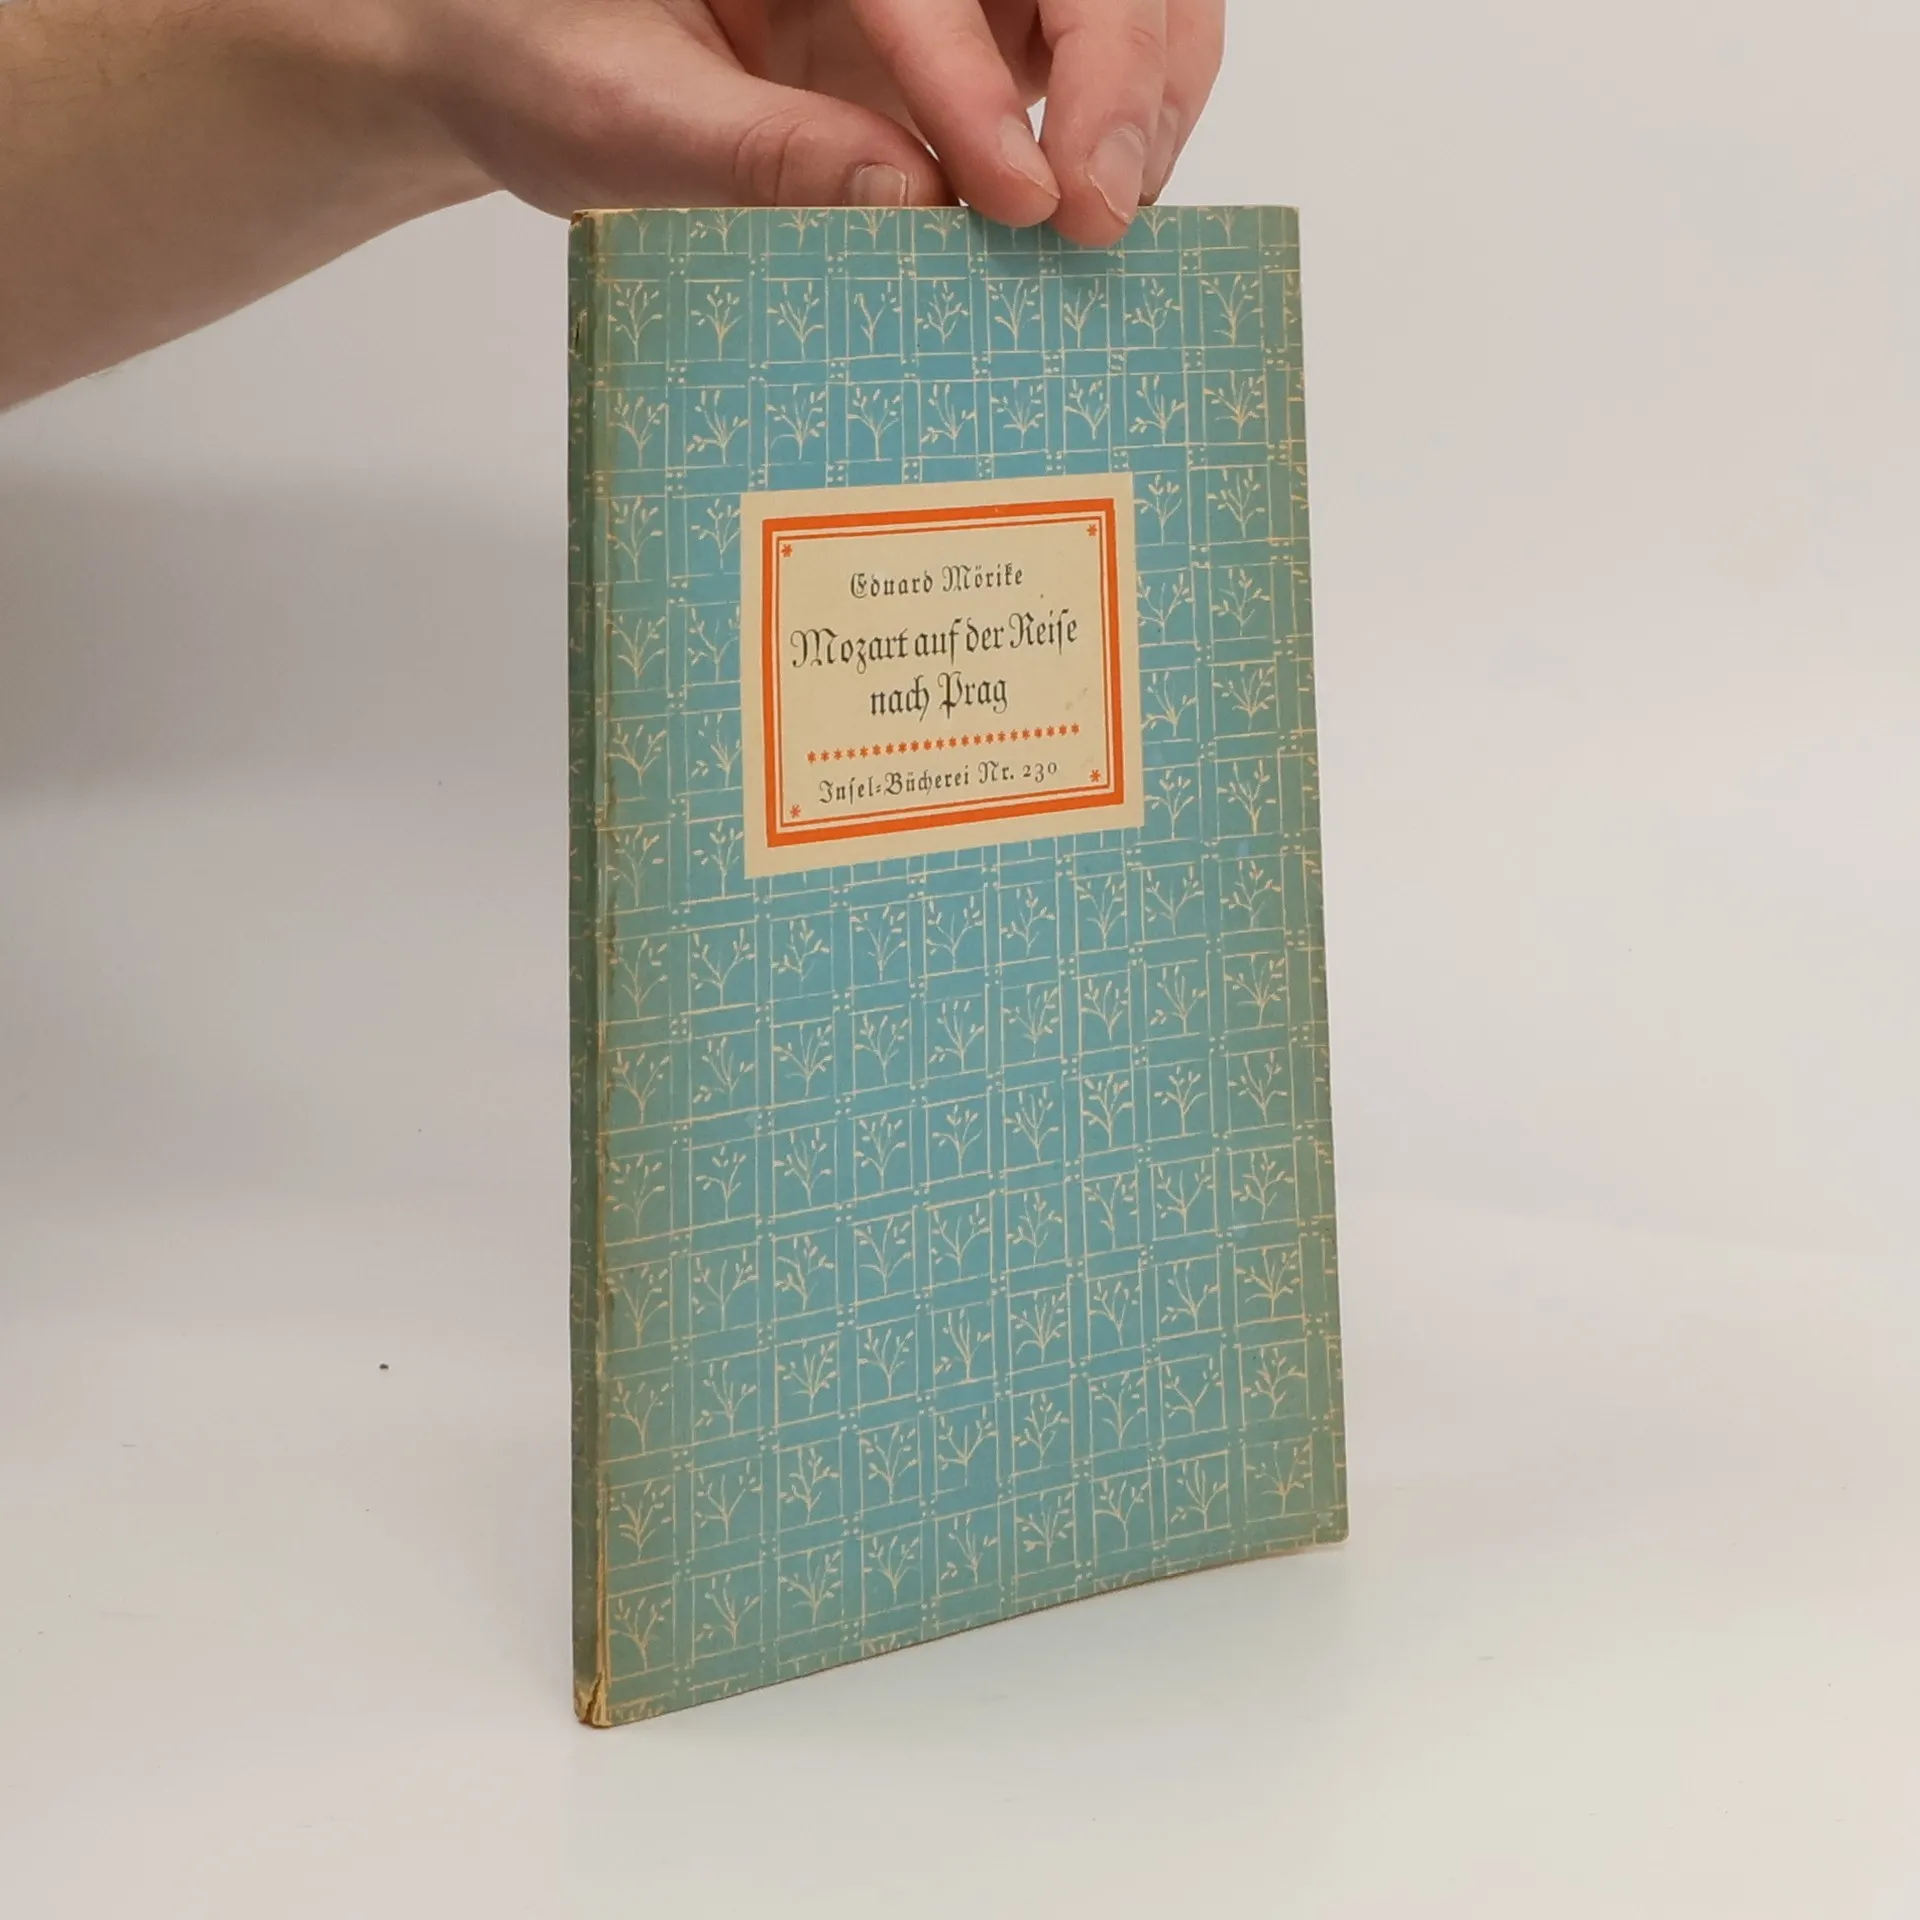 Eduard Mörike
Mozart auf der Reiſe
nach Prag
Inſel-Bücherei Nr. 230